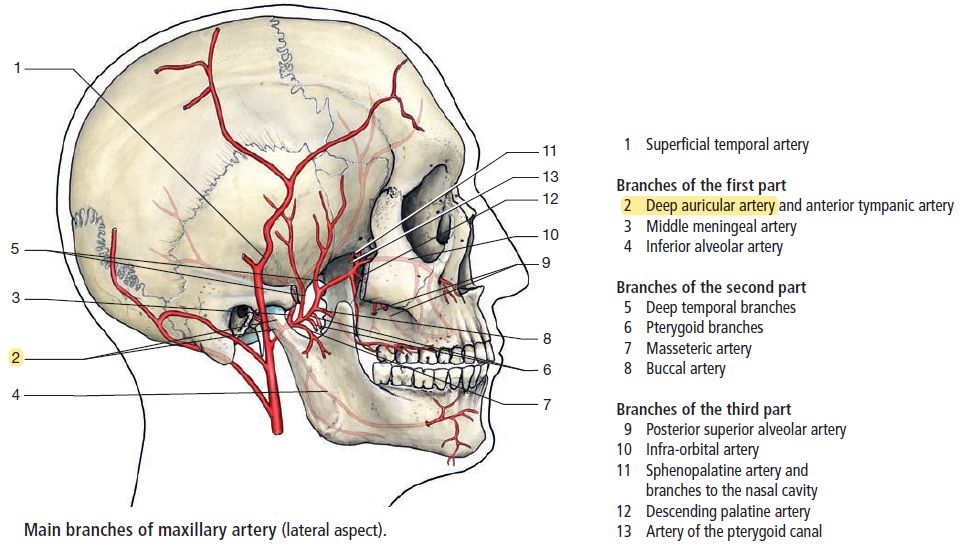 1
11
13
12
10
5
9
3
8
2
6
4
7
Main branches of maxillary artery (lateral aspect).
1 Superficial temporal artery
Branches of the first part
2 Deep auricular artery and anterior tympanic artery
3 Middle meningeal artery
4 Inferior alveolar artery
Branches of the second part
5 Deep temporal branches
6 Pterygoid branches
7 Masseteric artery
8 Buccal artery
Branches of the third part
9 Posterior superior alveolar artery
10 Infra-orbital artery
11 Sphenopalatine artery and
branches to the nasal cavity
12 Descending palatine artery
13 Artery of the pterygoid canal